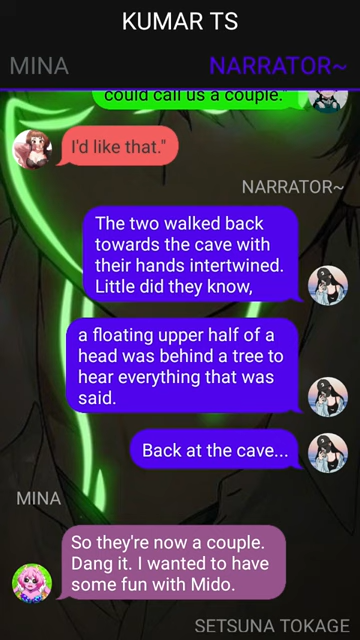 KUMAR TS
MINA
NARRATOR~
could call us a couple."
I'd like that."
NARRATOR~
The two walked back
towards the cave with
their hands intertwined.
Little did they know,
a floating upper half of a
head was behind a tree to
hear everything that was
said.
Back at the cave...
MINA
So they're now a couple.
Dang it. I wanted to have
some fun with Mido.
SETSUNA TOKAGE